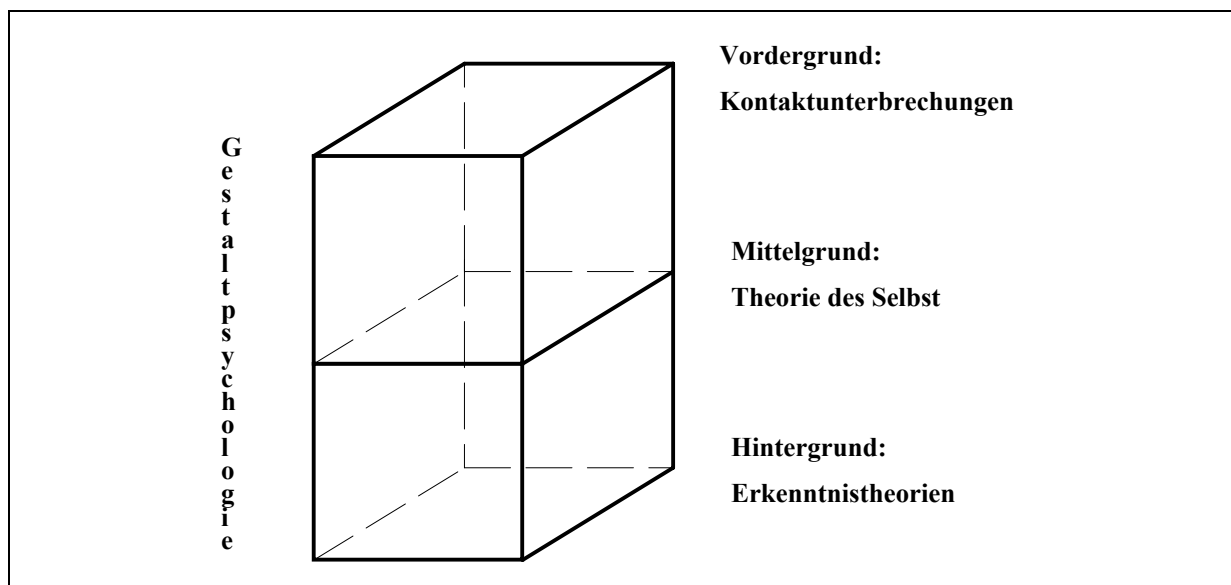 Gestaltpsychologie
Vordergrund:
Kontaktunterbrechungen
Mittelgrund:
Theorie des Selbst
Hintergrund:
Erkenntnistheorien